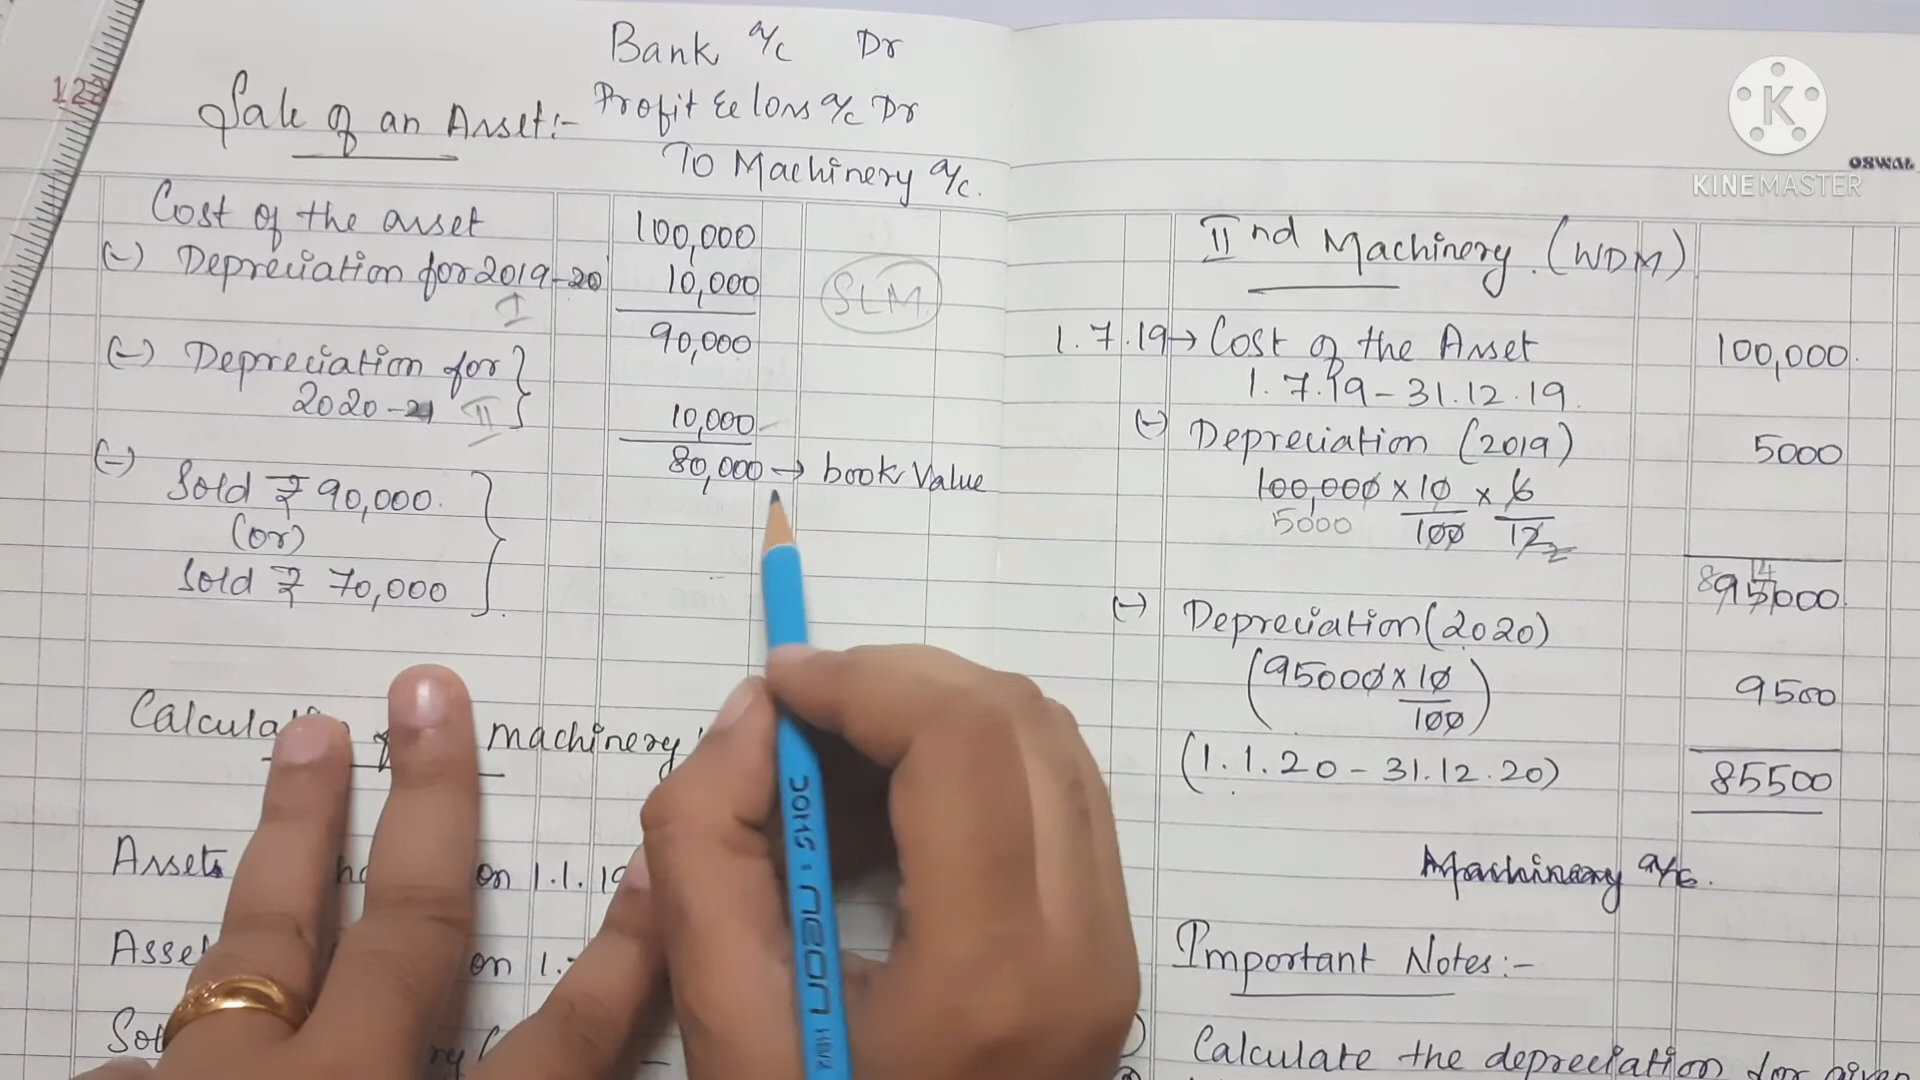 Bank a/c Dr
Sale of an Asset:- Profit & loss a/c Dr
To Machinery a/c.
Cost of the asset 100,000
(-) Depreciation for 2019-20 10,000
I
SLM
90,000
(-) Depreciation for
2020-21 II
10,000
80,000 → book Value
(-)
Sold ₹ 90,000.
(or)
Sold ₹ 70,000
machinery
Assets on 1.1.19
on 1.
K
OSWAL
KINEMASTER
IInd Machinery. (WDM)
1.7.19→ Cost of the Asset 100,000.
1.7.19 – 31.12.19.
(-) Depreciation (2019) 5000
100,000 × 10/100 × 6/12 2
5000
95,000
(-) Depreciation (2020)
(95000 × 10/100) 9500
(1.1.20 – 31.12.20) 85500
Machinery a/c.
Important Notes:-
Calculate the depreciation for given
DOMS: neon